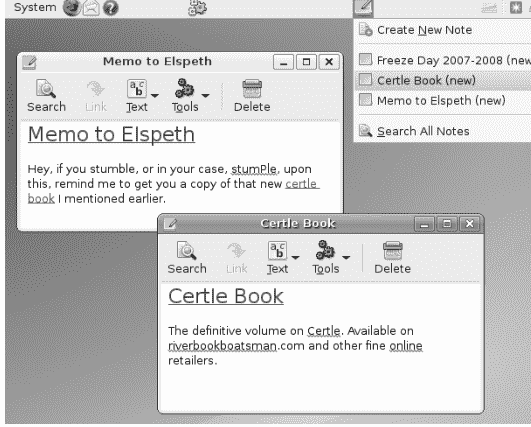 System
Create New Note
Freeze Day 2007-2008 (new
Certle Book (new)
Memo to Elspeth (new)
Search All Notes
Memo to Elspeth
Search Link Text Tools Delete
Memo to Elspeth
Hey, if you stumble, or in your case, stumPle, upon
this, remind me to get you a copy of that new certle
book I mentioned earlier.
Certle Book
Search Link Text Tools Delete
Certle Book
The definitive volume on Certle. Available on
riverbookboatsman.com and other fine online
retailers.